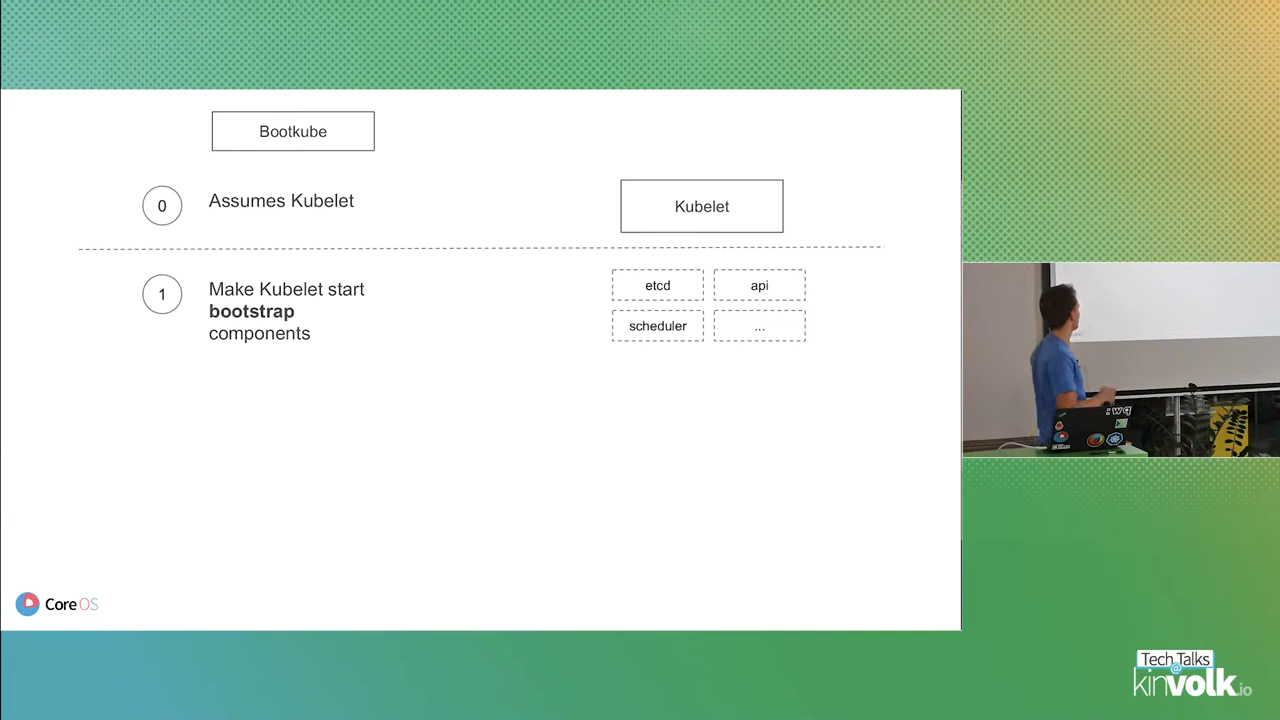 Bootkube
0
Assumes Kubelet
Kubelet
1
Make Kubelet start
bootstrap
components
etcd
api
scheduler
...
:wq
CoreOS
Tech Talks
@
kinvolk.io